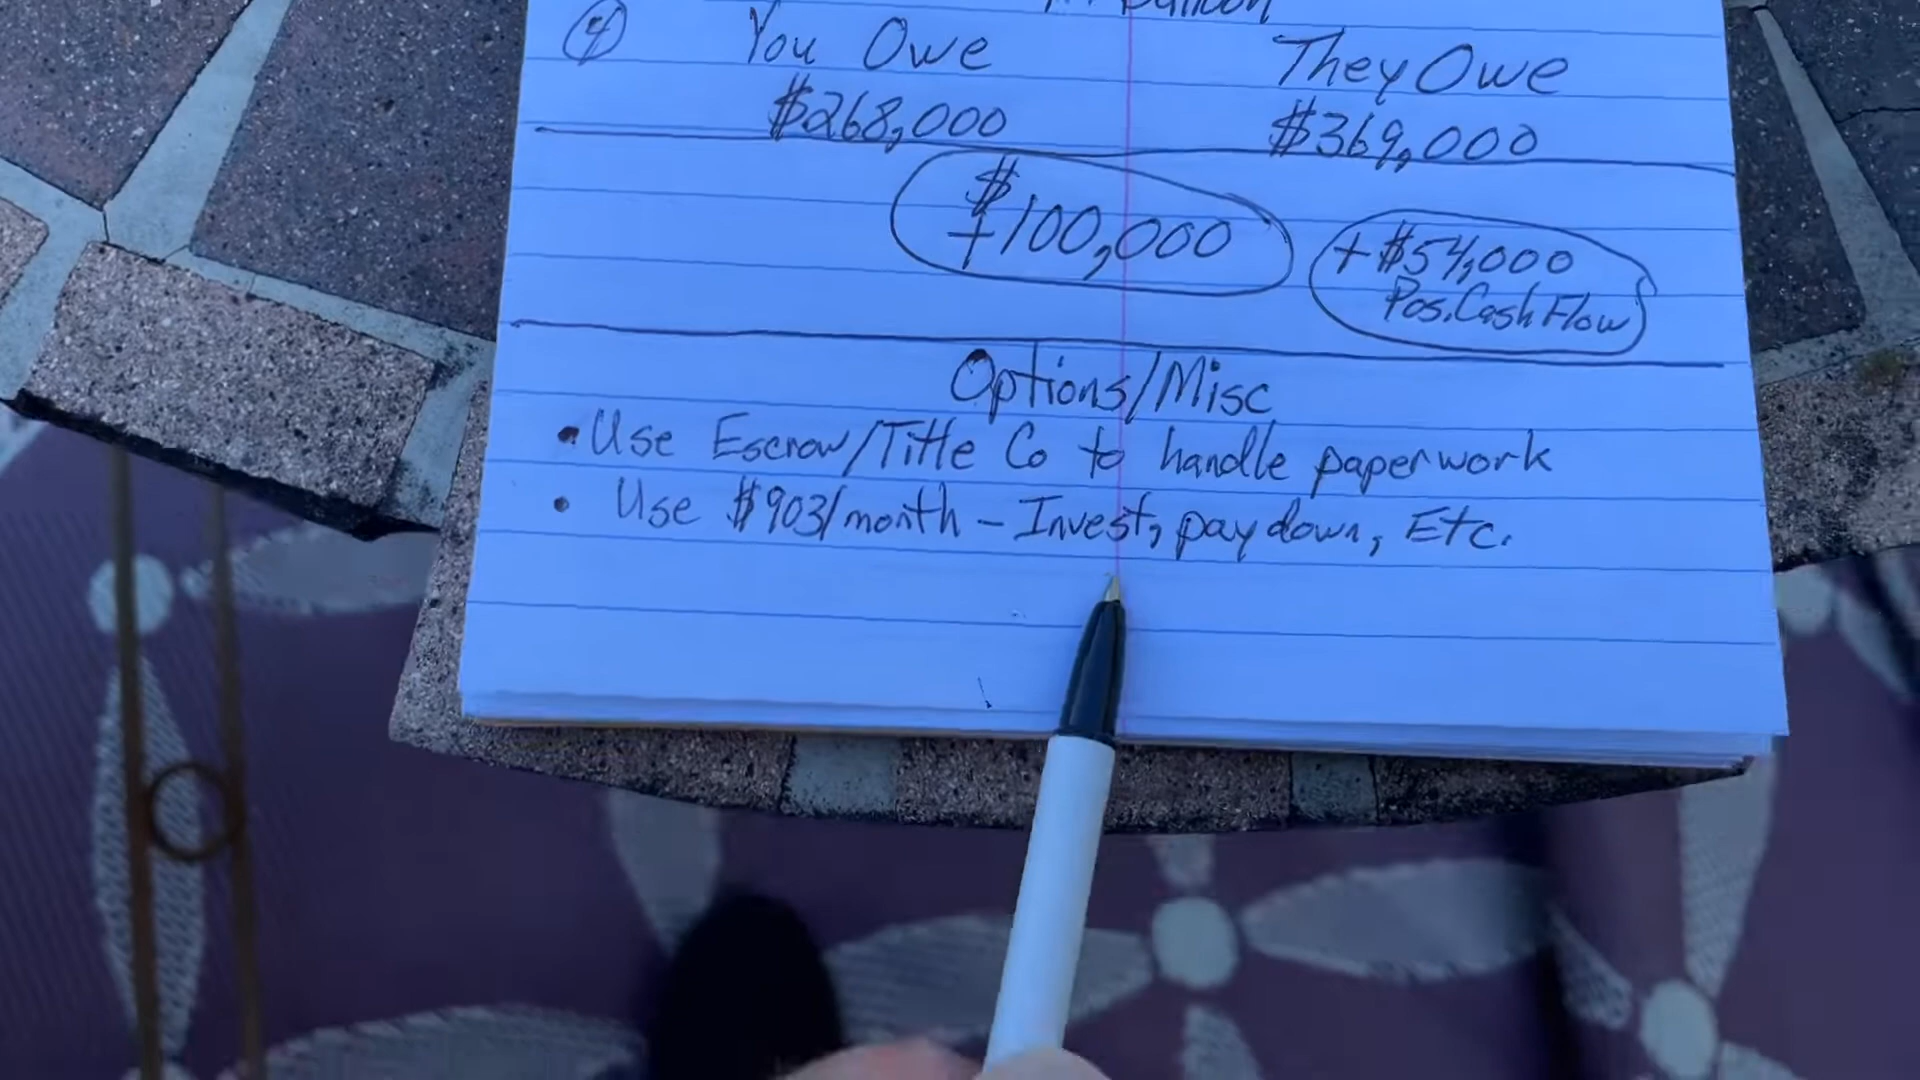 Balloon
④ You Owe They Owe
$268,000 $369,000
$
+100,000
+ $54,000
Pos. Cash Flow
Options/Misc
• Use Escrow/Title Co to handle paperwork
• Use $903/month – Invest, pay down, Etc.